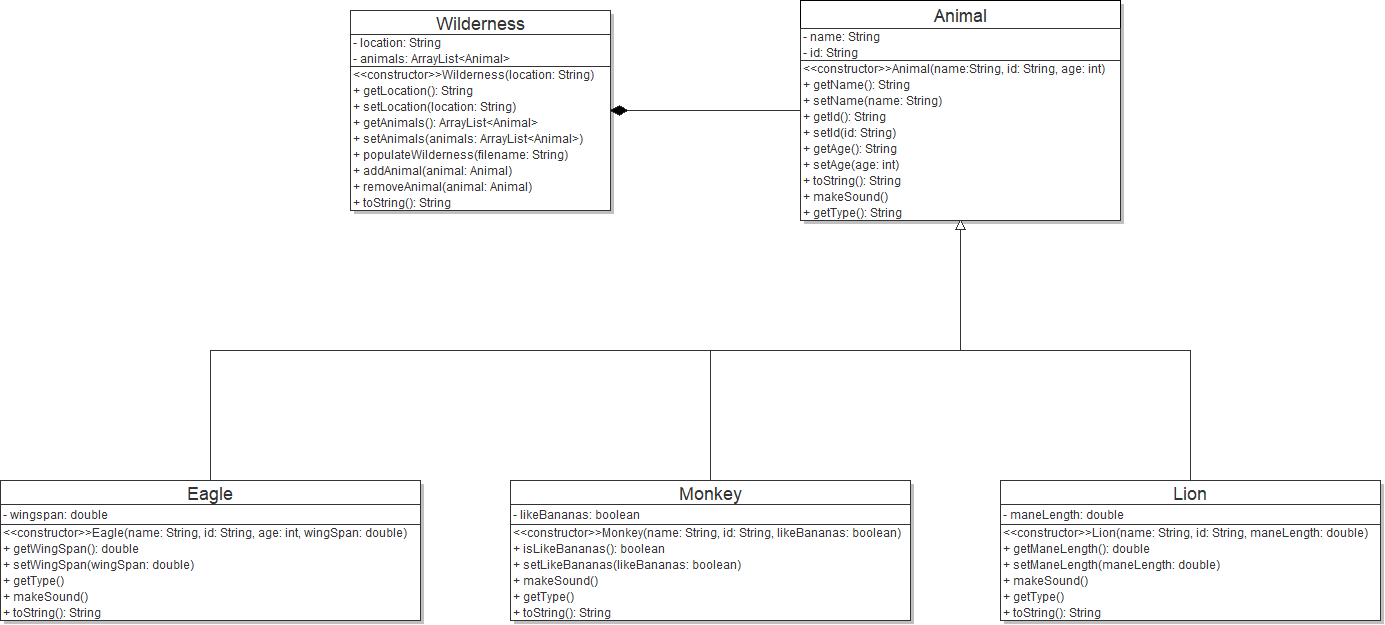 Wilderness
- location: String
- animals: ArrayList<Animal>
<<constructor>>Wilderness(location: String)
+ getLocation(): String
+ setLocation(location: String)
+ getAnimals(): ArrayList<Animal>
+ setAnimals(animals: ArrayList<Animal>)
+ populateWilderness(filename: String)
+ addAnimal(animal: Animal)
+ removeAnimal(animal: Animal)
+ toString(): String
Animal
- name: String
- id: String
<<constructor>>Animal(name:String, id: String, age: int)
+ getName(): String
+ setName(name: String)
+ getId(): String
+ setId(id: String)
+ getAge(): String
+ setAge(age: int)
+ toString(): String
+ makeSound()
+ getType(): String
Eagle
- wingspan: double
<<constructor>>Eagle(name: String, id: String, age: int, wingSpan: double)
+ getWingSpan(): double
+ setWingSpan(wingSpan: double)
+ getType()
+ makeSound()
+ toString(): String
Monkey
- likeBananas: boolean
<<constructor>>Monkey(name: String, id: String, likeBananas: boolean)
+ isLikeBananas(): boolean
+ setLikeBananas(likeBananas: boolean)
+ makeSound()
+ getType()
+ toString(): String
Lion
- maneLength: double
<<constructor>>Lion(name: String, id: String, maneLength: double)
+ getManeLength(): double
+ setManeLength(maneLength: double)
+ makeSound()
+ getType()
+ toString(): String